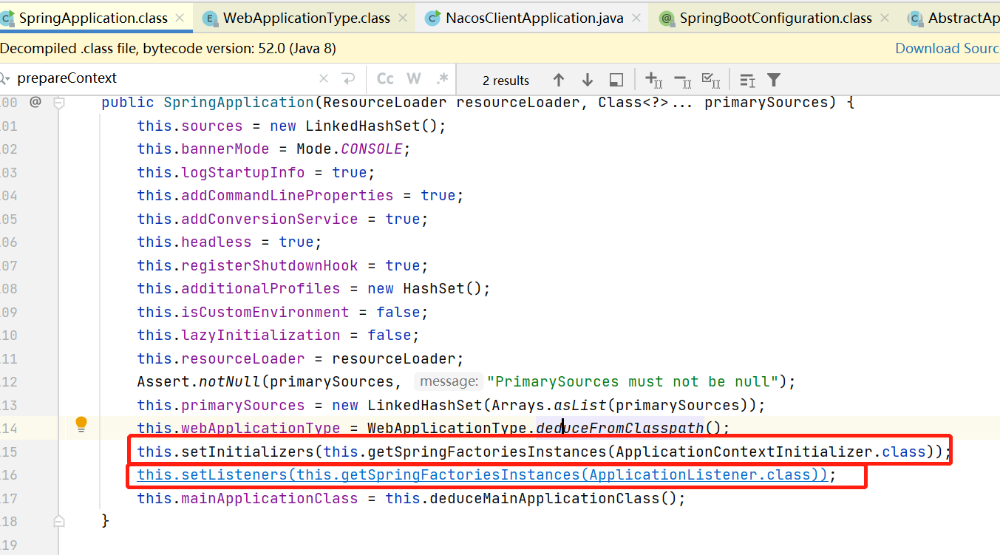 SpringApplication.class WebApplicationType.class NacosClientApplication.java SpringBootConfiguration.class AbstractAp
Decompiled .class file, bytecode version: 52.0 (Java 8) Download Sourc
prepareContext Cc W .* 2 results
00 @ public SpringApplication(ResourceLoader resourceLoader, Class<?>... primarySources) {
01 this.sources = new LinkedHashSet();
02 this.bannerMode = Mode.CONSOLE;
03 this.logStartupInfo = true;
04 this.addCommandLineProperties = true;
05 this.addConversionService = true;
06 this.headless = true;
07 this.registerShutdownHook = true;
08 this.additionalProfiles = new HashSet();
09 this.isCustomEnvironment = false;
10 this.lazyInitialization = false;
11 this.resourceLoader = resourceLoader;
12 Assert.notNull(primarySources, message: "PrimarySources must not be null");
13 this.primarySources = new LinkedHashSet(Arrays.asList(primarySources));
14 this.webApplicationType = WebApplicationType.deduceFromClasspath();
15 this.setInitializers(this.getSpringFactoriesInstances(ApplicationContextInitializer.class));
16 this.setListeners(this.getSpringFactoriesInstances(ApplicationListener.class));
17 this.mainApplicationClass = this.deduceMainApplicationClass();
18 }
19